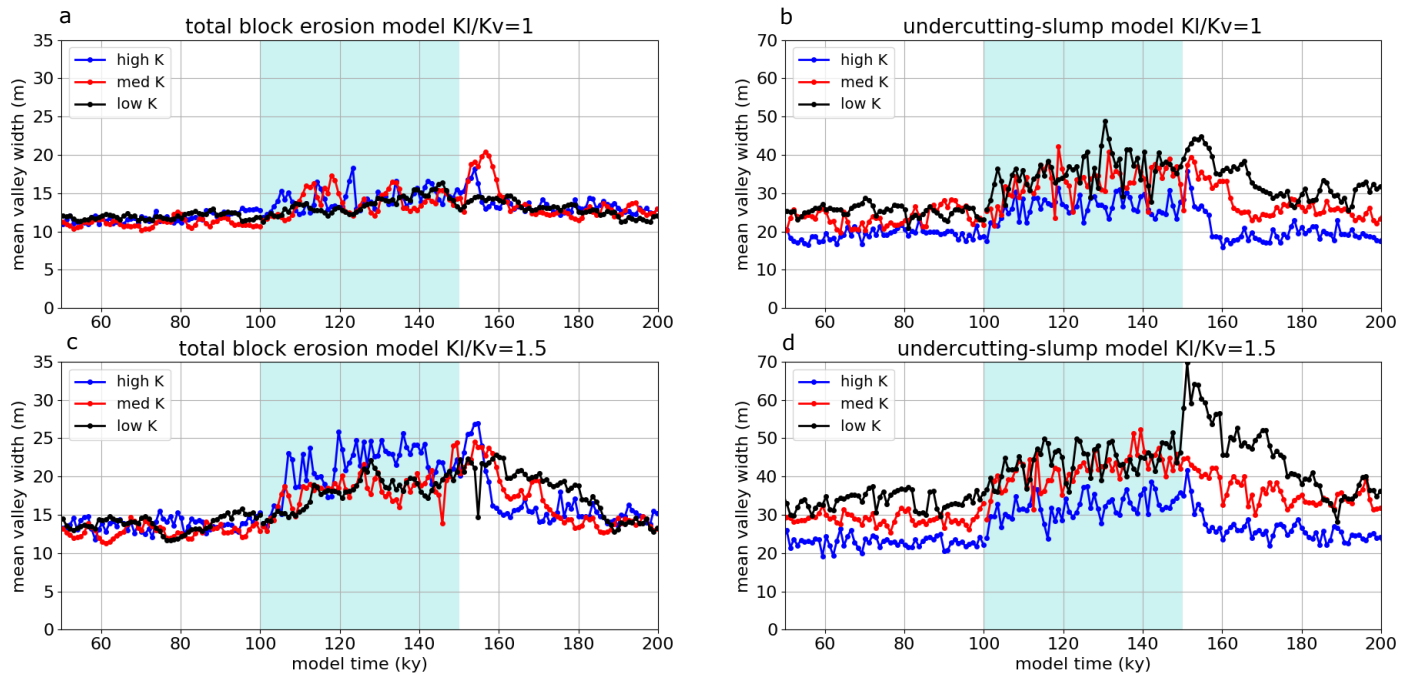 a
total block erosion model Kl/Kv=1
mean valley width (m)
35
30
25
20
15
10
5
0
high K
med K
low K
60 80 100 120 140 160 180 200
b
undercutting-slump model Kl/Kv=1
mean valley width (m)
70
60
50
40
30
20
10
0
high K
med K
low K
60 80 100 120 140 160 180 200
c
total block erosion model Kl/Kv=1.5
mean valley width (m)
35
30
25
20
15
10
5
0
high K
med K
low K
60 80 100 120 140 160 180 200
model time (ky)
d
undercutting-slump model Kl/Kv=1.5
mean valley width (m)
70
60
50
40
30
20
10
0
high K
med K
low K
60 80 100 120 140 160 180 200
model time (ky)